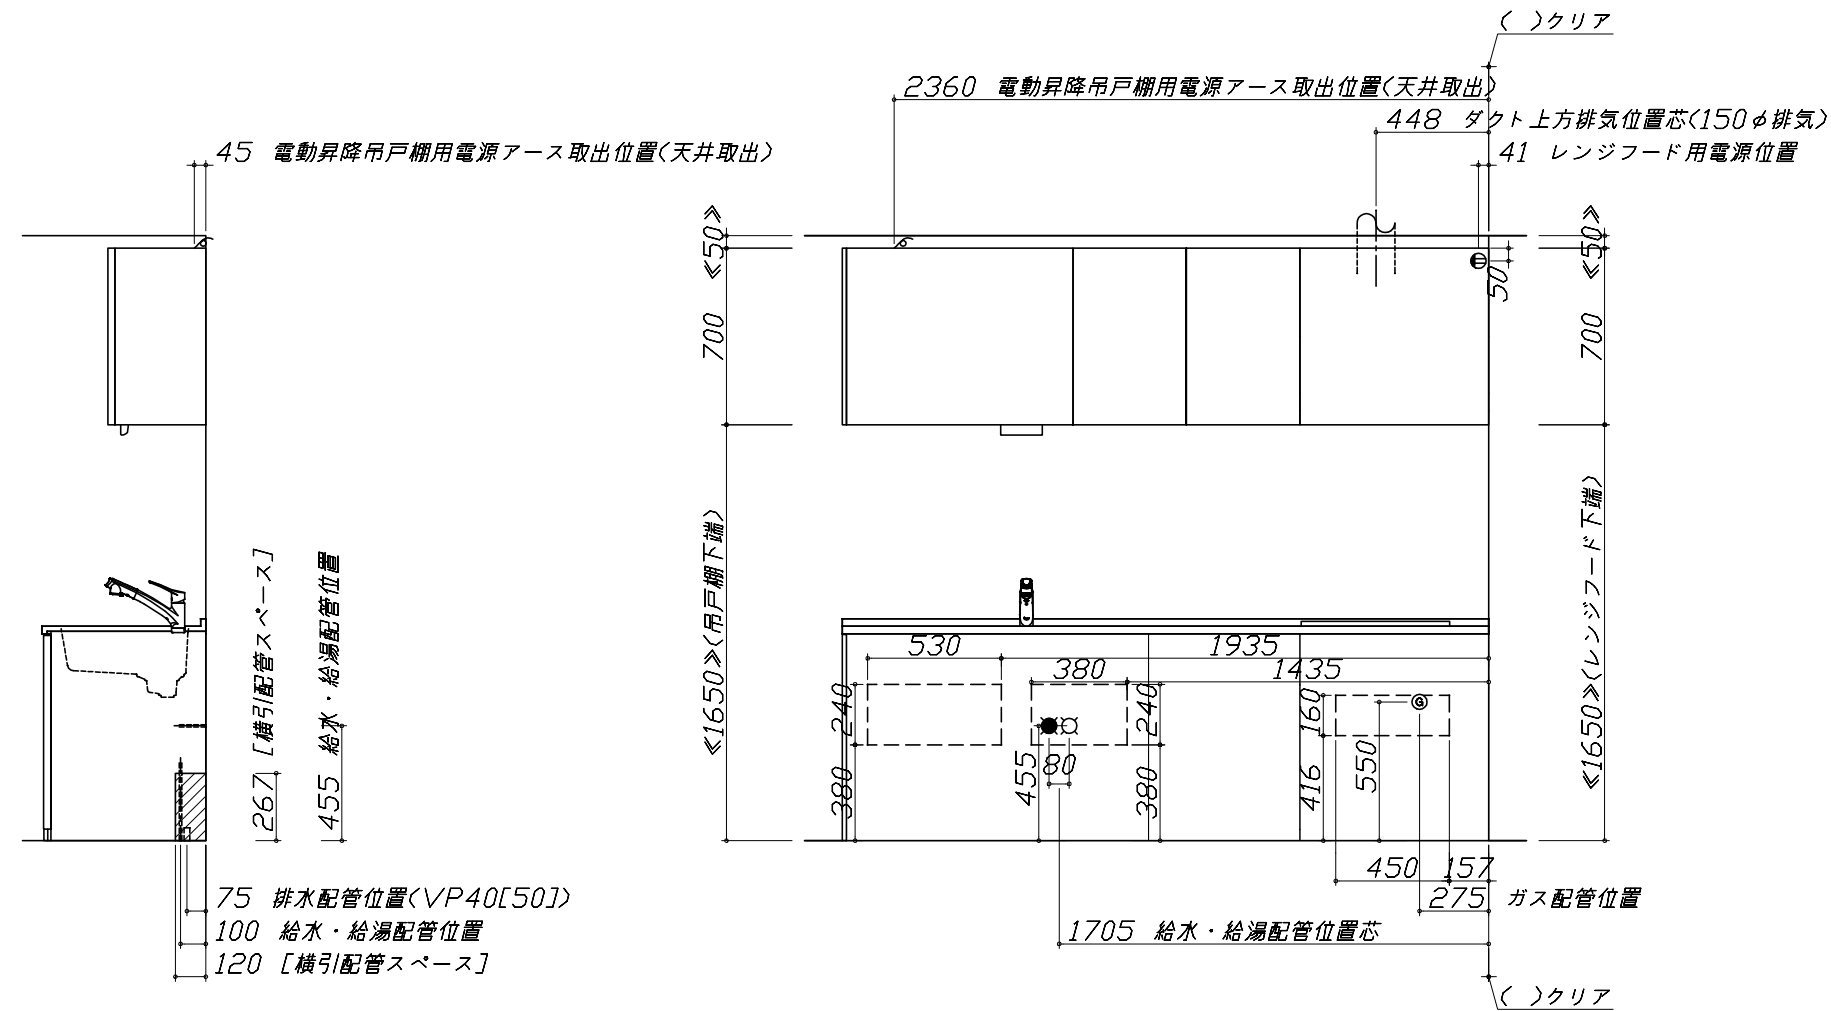 ( )クリア
2360 電動昇降吊戸棚用電源アース取出位置(天井取出)
448 ダクト上方排気位置芯(150φ排気)
45 電動昇降吊戸棚用電源アース取出位置(天井取出)
41 レンジフード用電源位置
≪50≫
≪50≫
50
700
700
≪1650≫(吊戸棚下端)
≪1650≫(レンジフード下端)
267 [横引配管スペース]
455 給水・給湯配管位置
530
1935
380
1435
240
240
160
G
455
80
550
380
380
416
450
157
75 排水配管位置(VP40[50])
275 ガス配管位置
100 給水・給湯配管位置
1705 給水・給湯配管位置芯
120 [横引配管スペース]
( )クリア